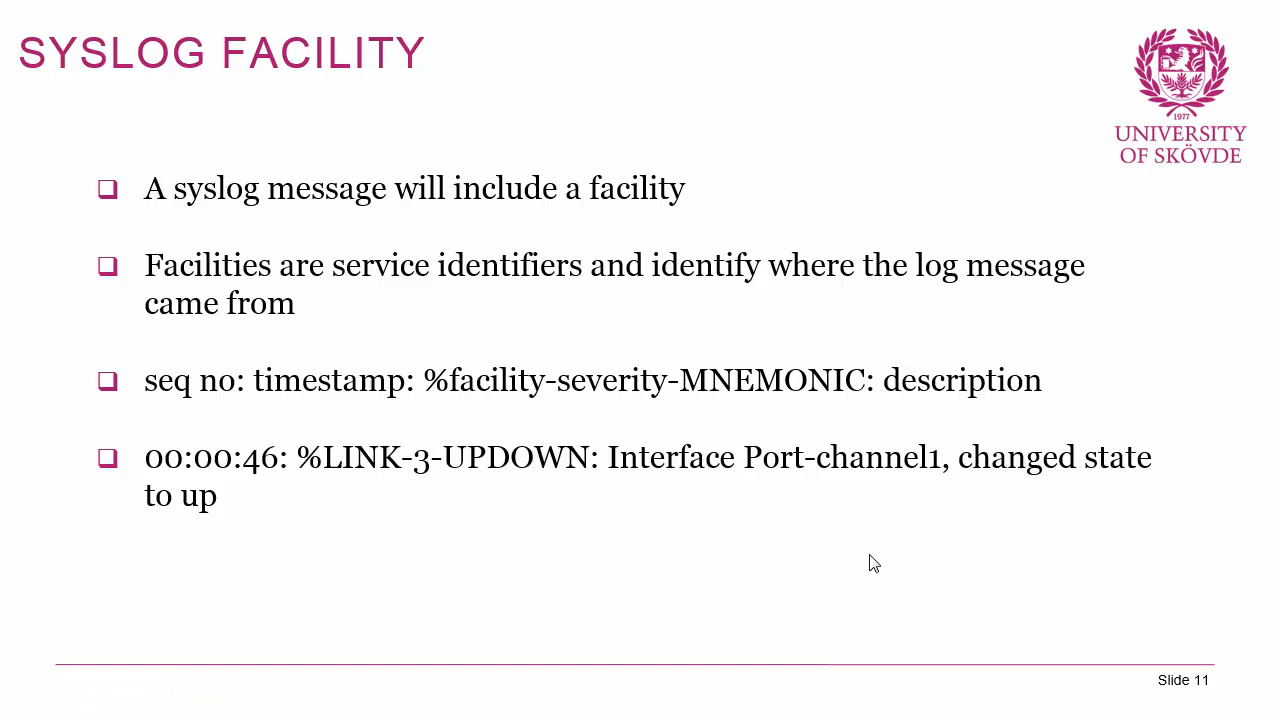 SYSLOG FACILITY
1977
UNIVERSITY
OF SKÖVDE
A syslog message will include a facility
Facilities are service identifiers and identify where the log message
came from
seq no: timestamp: %facility-severity-MNEMONIC: description
00:00:46: %LINK-3-UPDOWN: Interface Port-channel1, changed state
to up
Slide 11